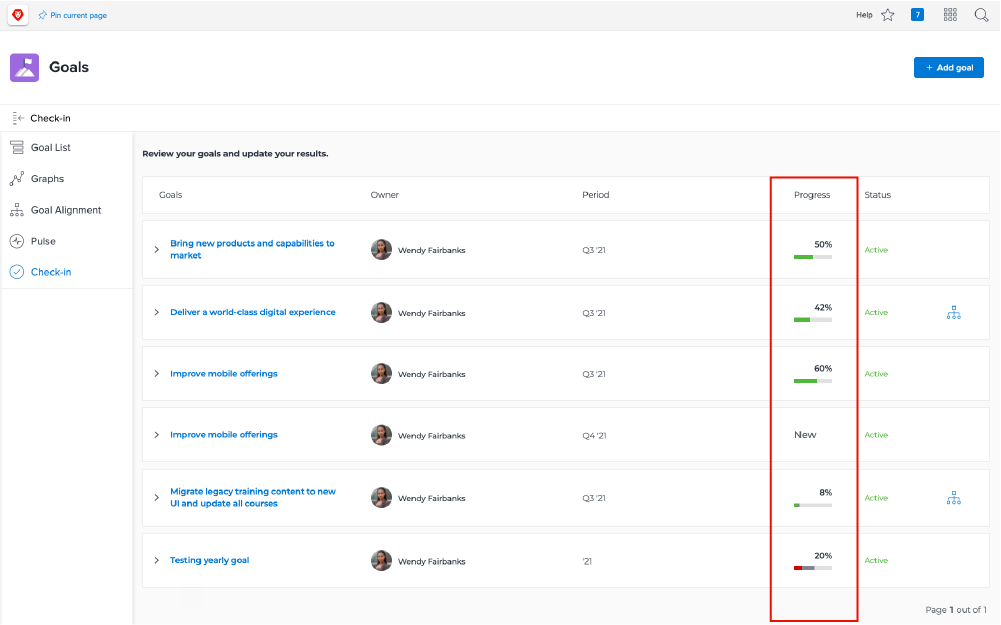 Pin current page
Help
7
Goals
+ Add goal
Check-in
Goal List
Graphs
Goal Alignment
Pulse
Check-in
Review your goals and update your results.
Goals Owner Period Progress Status
Bring new products and capabilities to
market
Wendy Fairbanks Q3 '21 50% Active
Deliver a world-class digital experience Wendy Fairbanks Q3 '21 42% Active
Improve mobile offerings Wendy Fairbanks Q3 '21 60% Active
Improve mobile offerings Wendy Fairbanks Q4 '21 New Active
Migrate legacy training content to new
UI and update all courses
Wendy Fairbanks Q3 '21 8% Active
Testing yearly goal Wendy Fairbanks '21 20% Active
Page 1 out of 1